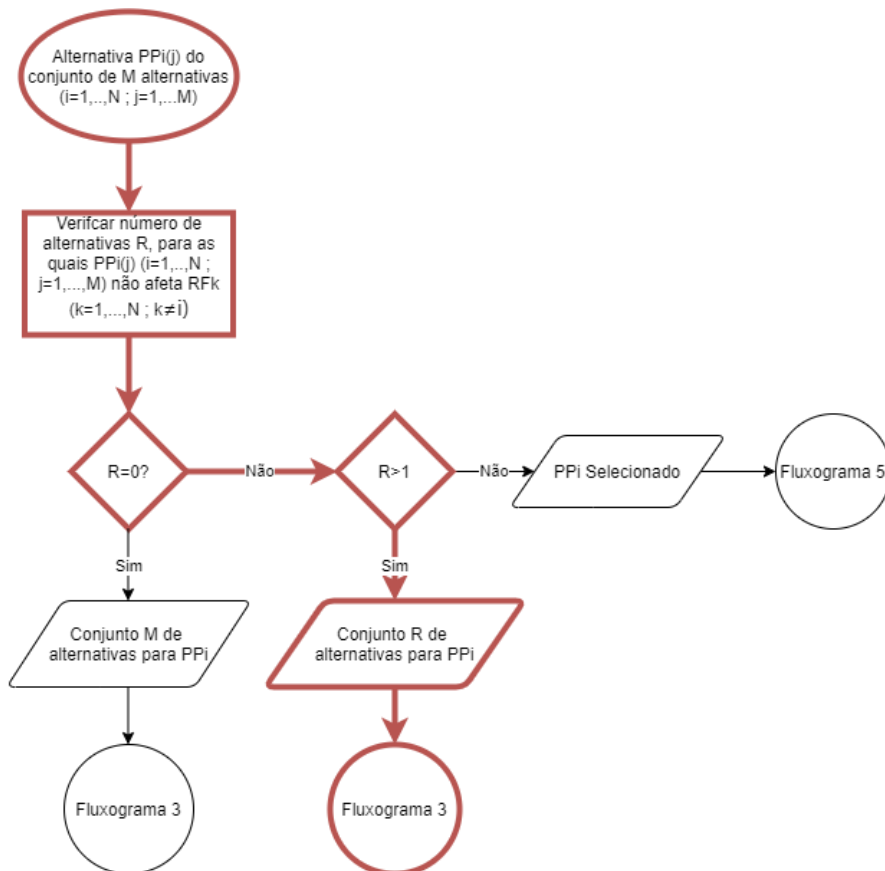 Alternativa PPi(j) do
conjunto de M alternativas
(i=1,..,N ; j=1,...M)
Verifcar número de
alternativas R, para as
quais PPi(j) (i=1,..,N ;
j=1,...,M) não afeta RFk
(k=1,...,N ; k≠i)
R=0?
Não
R>1
Não
PPi Selecionado
Fluxograma 5
Sim
Sim
Conjunto M de
alternativas para PPi
Conjunto R de
alternativas para PPi
Fluxograma 3
Fluxograma 3